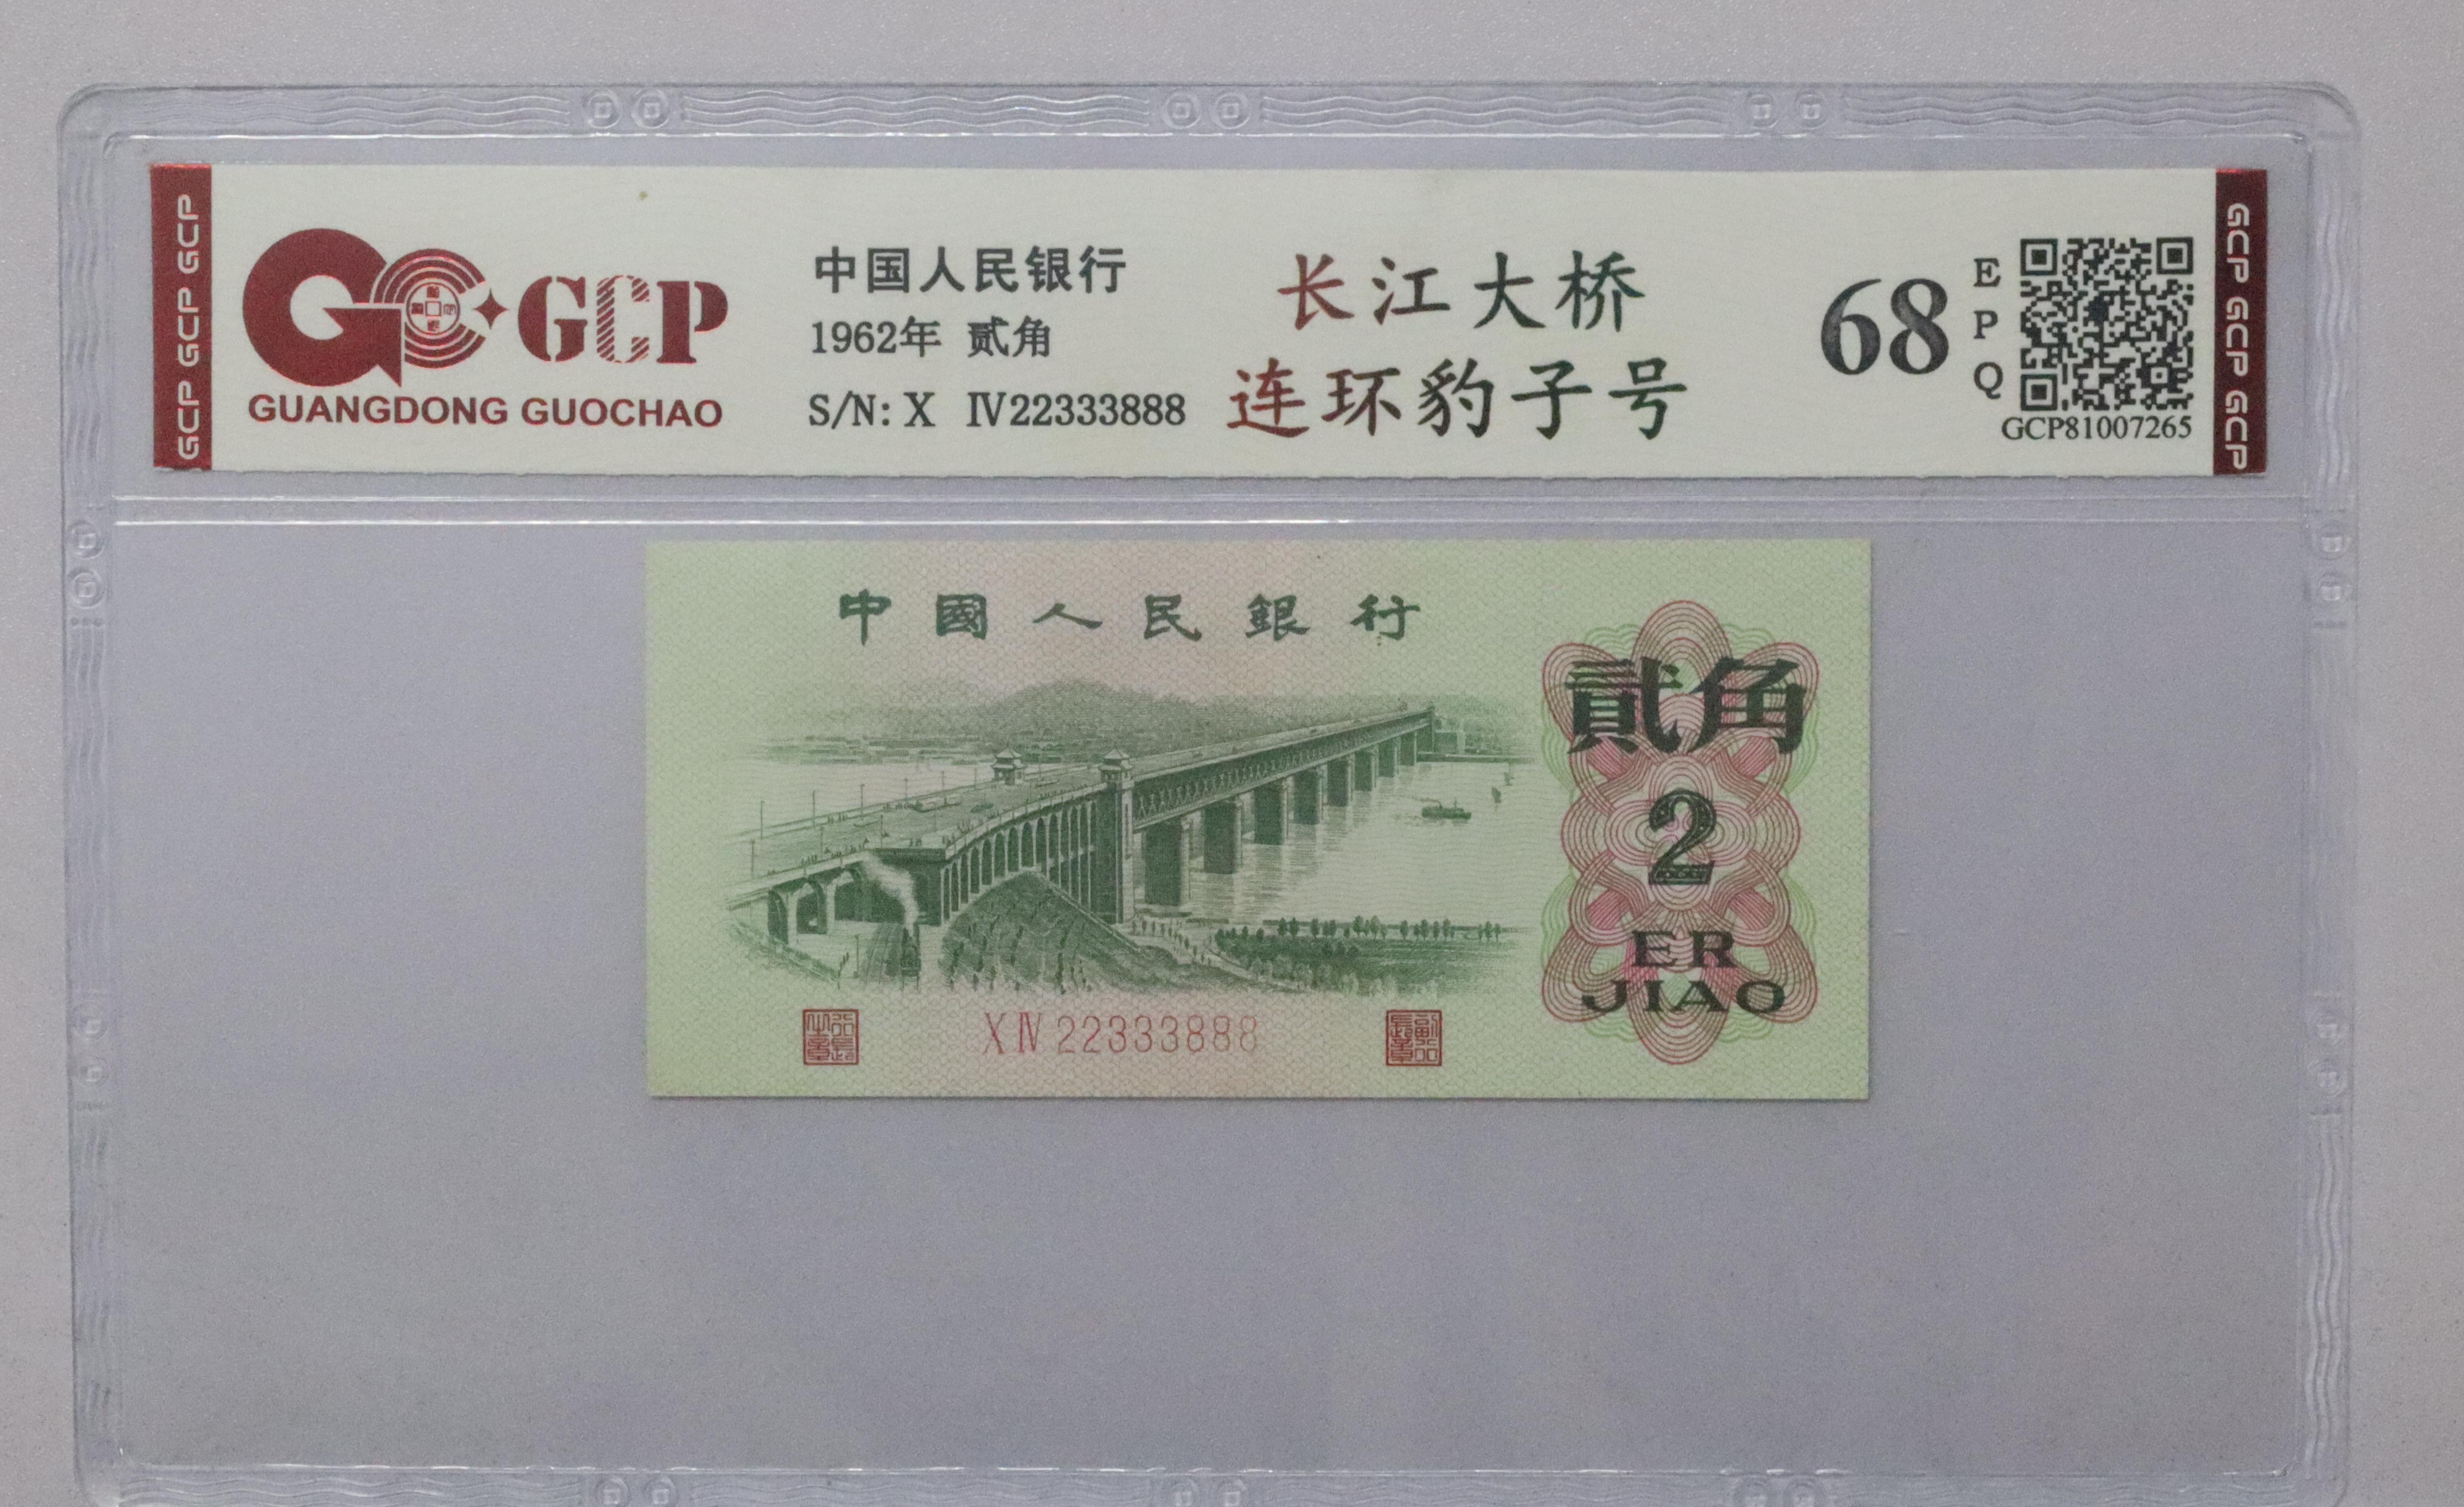 GCP GCP GCP
GCP
GUANGDONG GUOCHAO
中国人民银行
1962年 贰角
S/N: X Ⅳ22333888
长江大桥
连环豹子号
68
EPQ
GCP81007265
GCP GCP GCP
中國人民銀行
貳角
2
ER
JIAO
X Ⅳ 22333888